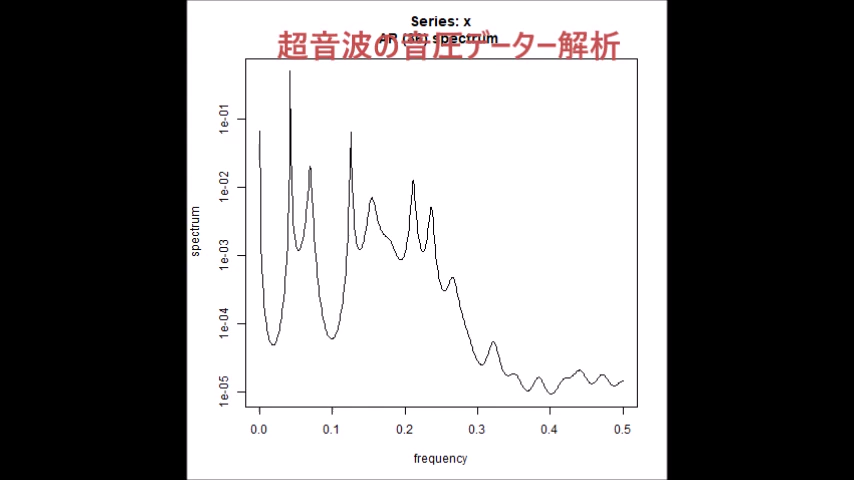 Series: x
spectrum
超音波の音圧データー解析
spectrum
1e-01
1e-02
1e-03
1e-04
1e-05
0.0 0.1 0.2 0.3 0.4 0.5
frequency